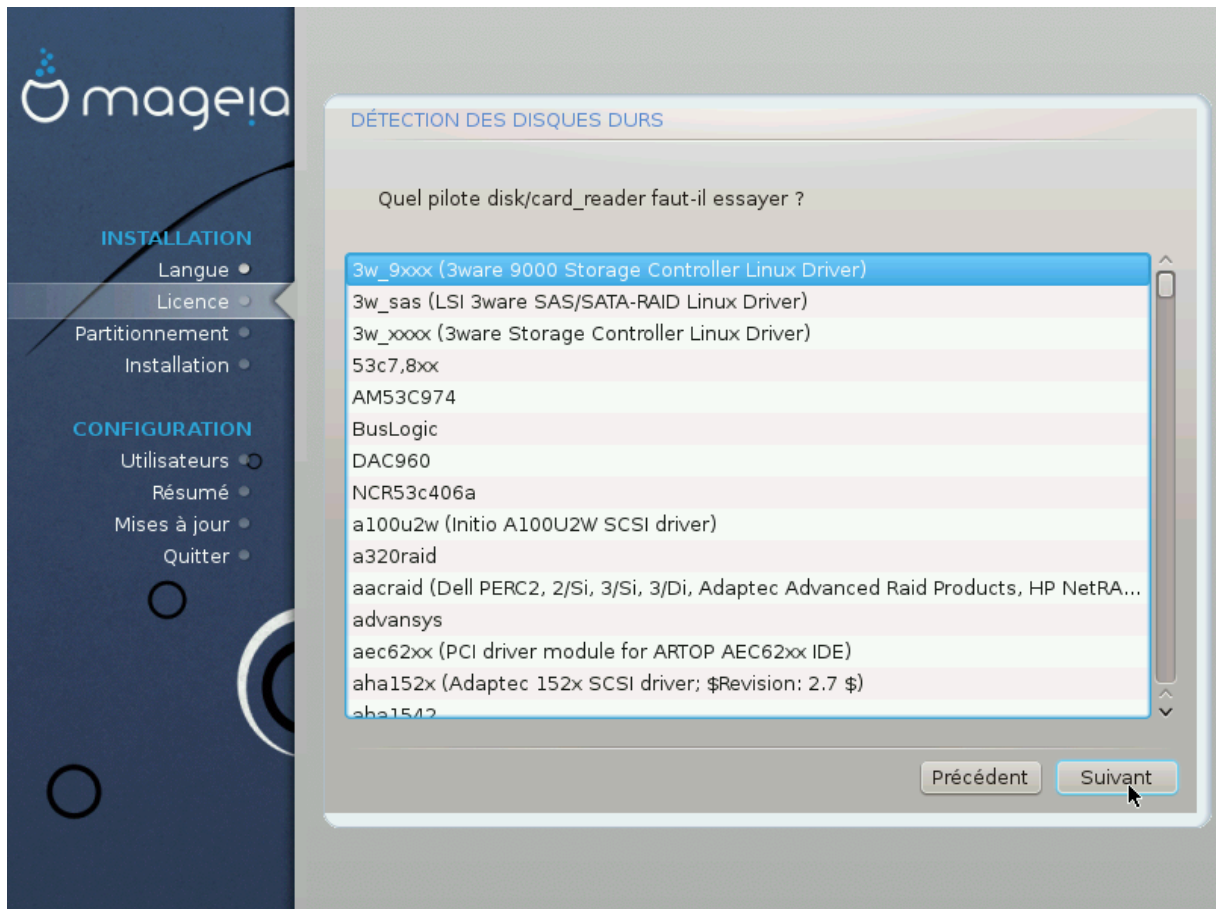 mageia
INSTALLATION
Langue
Licence
Partitionnement
Installation
CONFIGURATION
Utilisateurs
Résumé
Mises à jour
Quitter
DÉTECTION DES DISQUES DURS
Quel pilote disk/card_reader faut-il essayer ?
3w_9xxx (3ware 9000 Storage Controller Linux Driver)
3w_sas (LSI 3ware SAS/SATA-RAID Linux Driver)
3w_xxxx (3ware Storage Controller Linux Driver)
53c7,8xx
AM53C974
BusLogic
DAC960
NCR53c406a
a100u2w (Initio A100U2W SCSI driver)
a320raid
aacraid (Dell PERC2, 2/Si, 3/Si, 3/Di, Adaptec Advanced Raid Products, HP NetRA...
advansys
aec62xx (PCI driver module for ARTOP AEC62xx IDE)
aha152x (Adaptec 152x SCSI driver; $Revision: 2.7 $)
aha1542
Précédent
Suivant